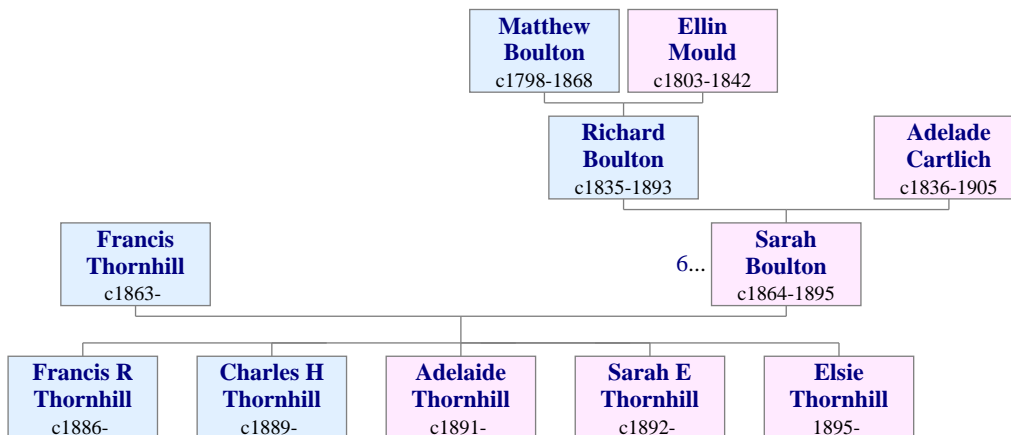 Matthew
Boulton
c1798-1868
Ellin
Mould
c1803-1842
Richard
Boulton
c1835-1893
Adelade
Cartlich
c1836-1905
Francis
Thornhill
c1863-
6...
Sarah
Boulton
c1864-1895
Francis R
Thornhill
c1886-
Charles H
Thornhill
c1889-
Adelaide
Thornhill
c1891-
Sarah E
Thornhill
c1892-
Elsie
Thornhill
1895-